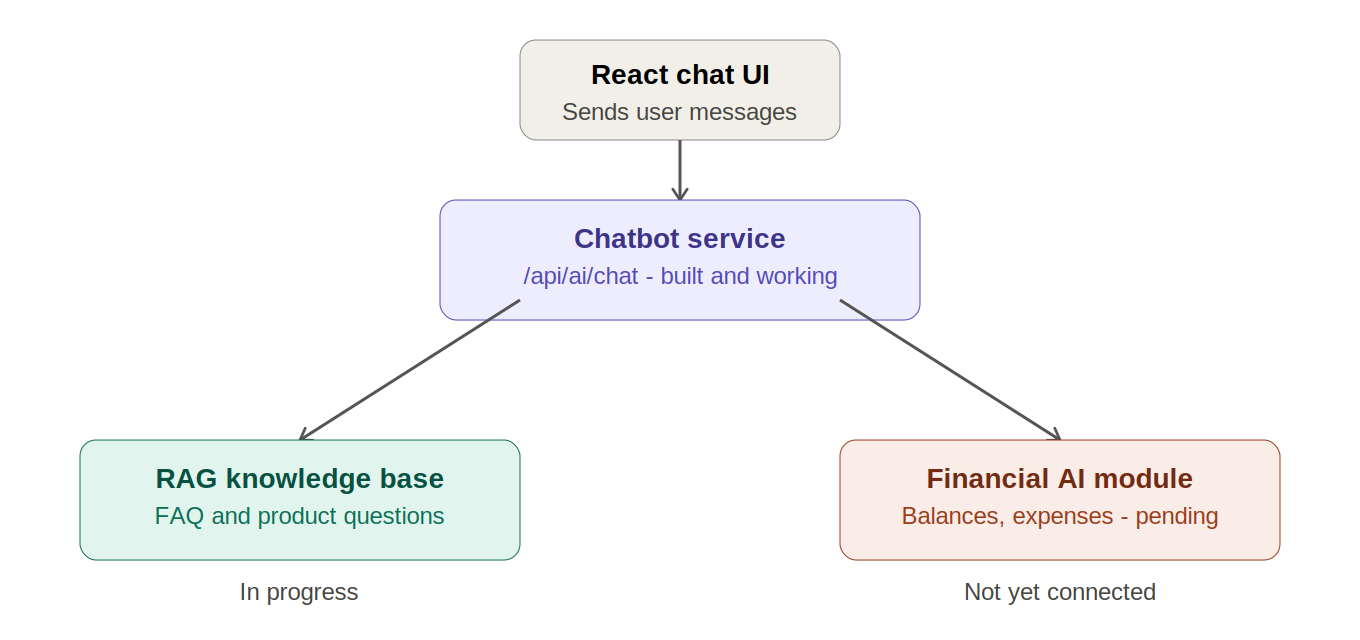 React chat UI
Sends user messages
Chatbot service
/api/ai/chat - built and working
RAG knowledge base
FAQ and product questions
Financial AI module
Balances, expenses - pending
In progress
Not yet connected